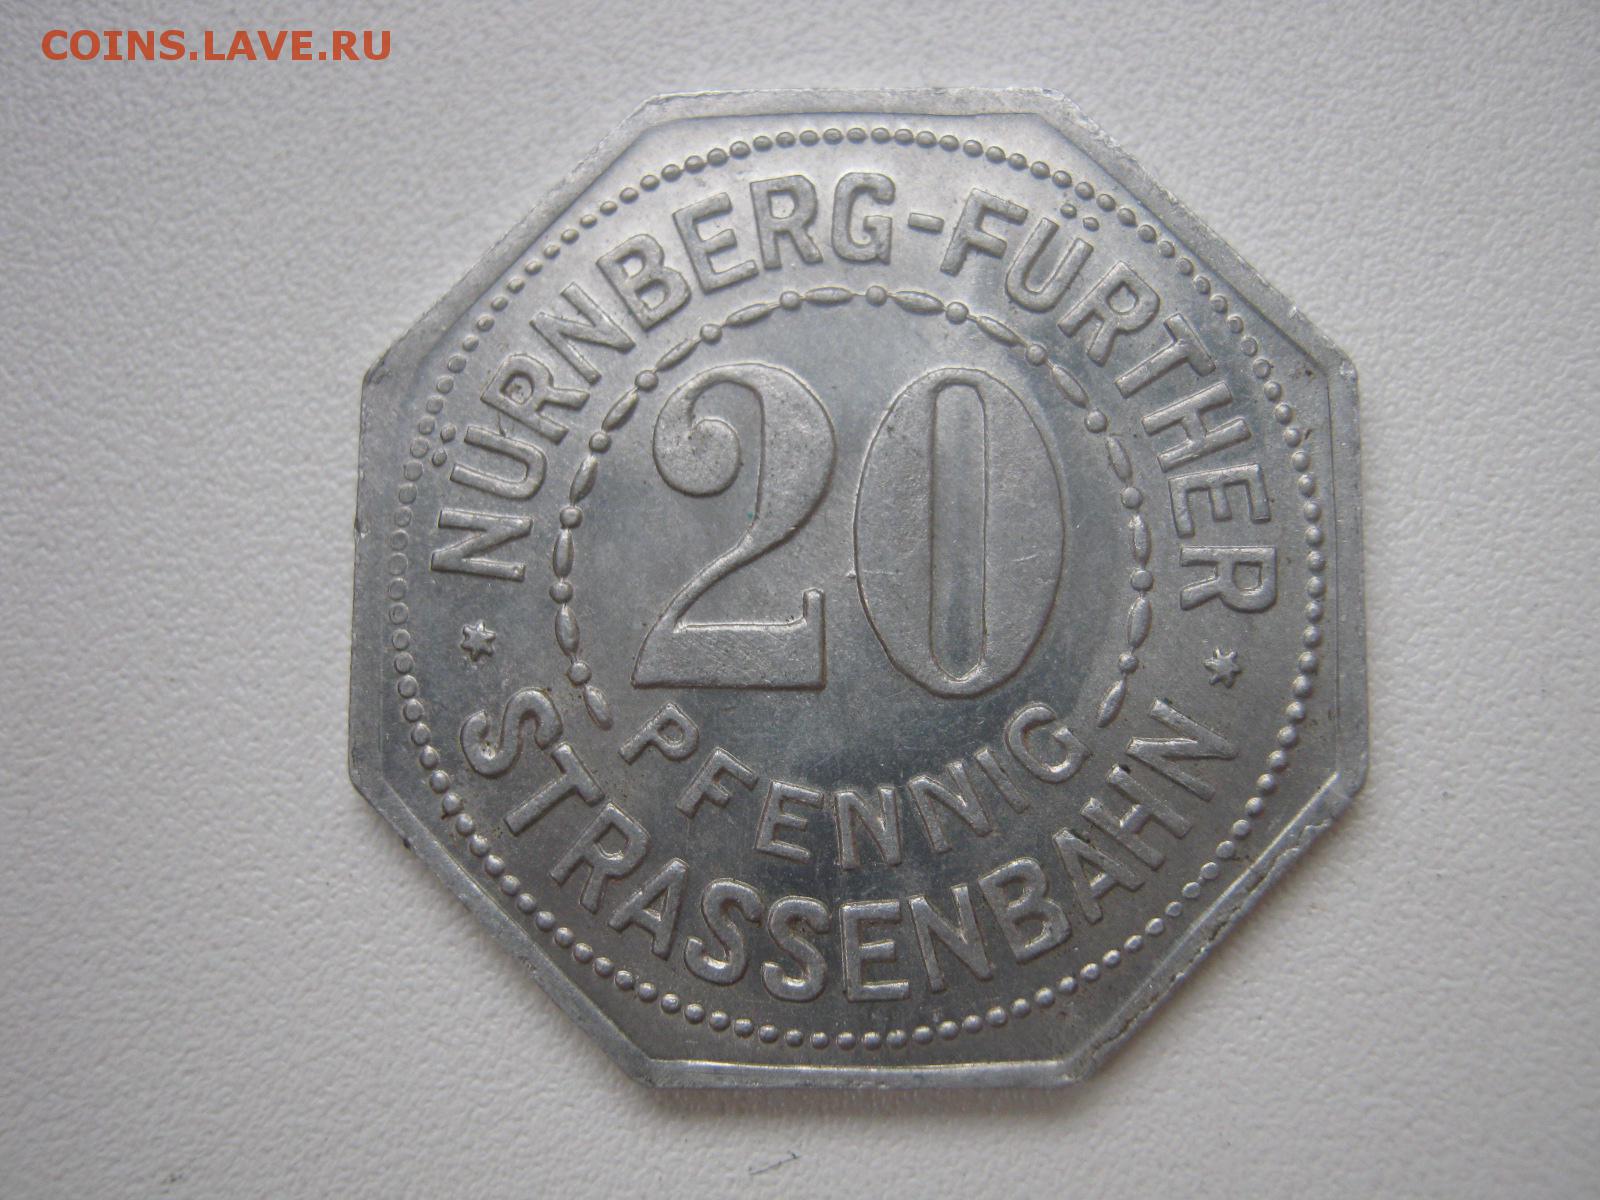 COINS.LAVE.RU
NÜRNBERG-FÜRTHER
20
PFENNIG
* STRASSENBAHN *